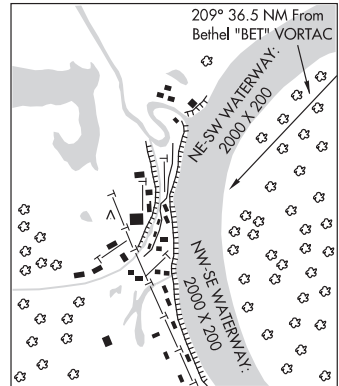 209° 36.5 NM From
Bethel "BET" VORTAC
NE-SW WATERWAY:
2000 X 200
NW-SE WATERWAY:
2000 X 200